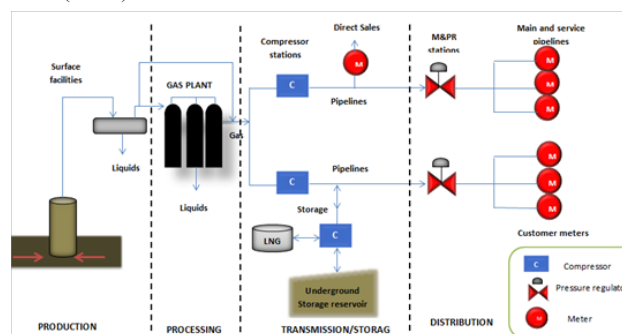 Direct Sales
Compressor
stations
M&PR
stations
Main and service
pipelines
Surface
facilities
GAS PLANT
M
C
M
M
M
Pipelines
Gas
Liquids
Pipelines
C
M
M
M
Liquids
Storage
LNG
C
Customer meters
Underground
Storage reservoir
C
Compressor
Pressure regulator
M
Meter
PRODUCTION
PROCESSING
TRANSMISSION/STORAG
DISTRIBUTION